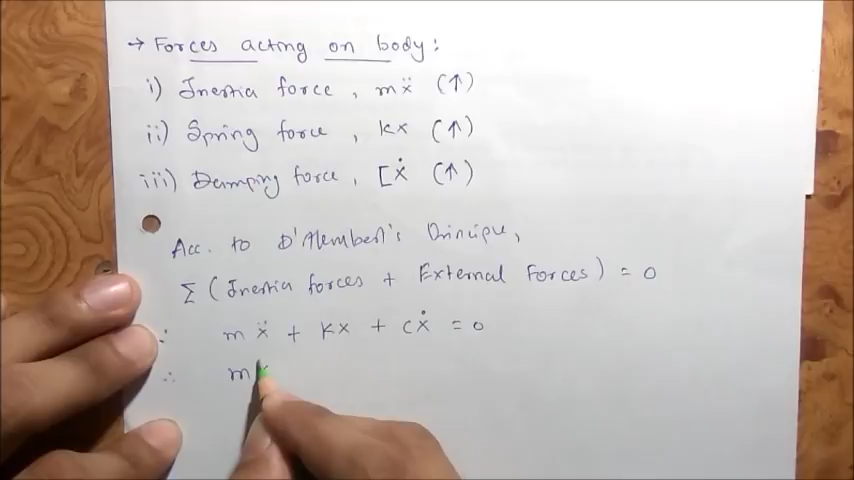 → Forces acting on body:
i) Inertia force, mẍ (↑)
ii) Spring force, kx (↑)
iii) Damping force, [ẋ (↑)
Acc. to D'Alembert's Principle,
Σ (Inertia forces + External Forces) = 0
∴ mẍ + kx + cẋ = 0
∴ m